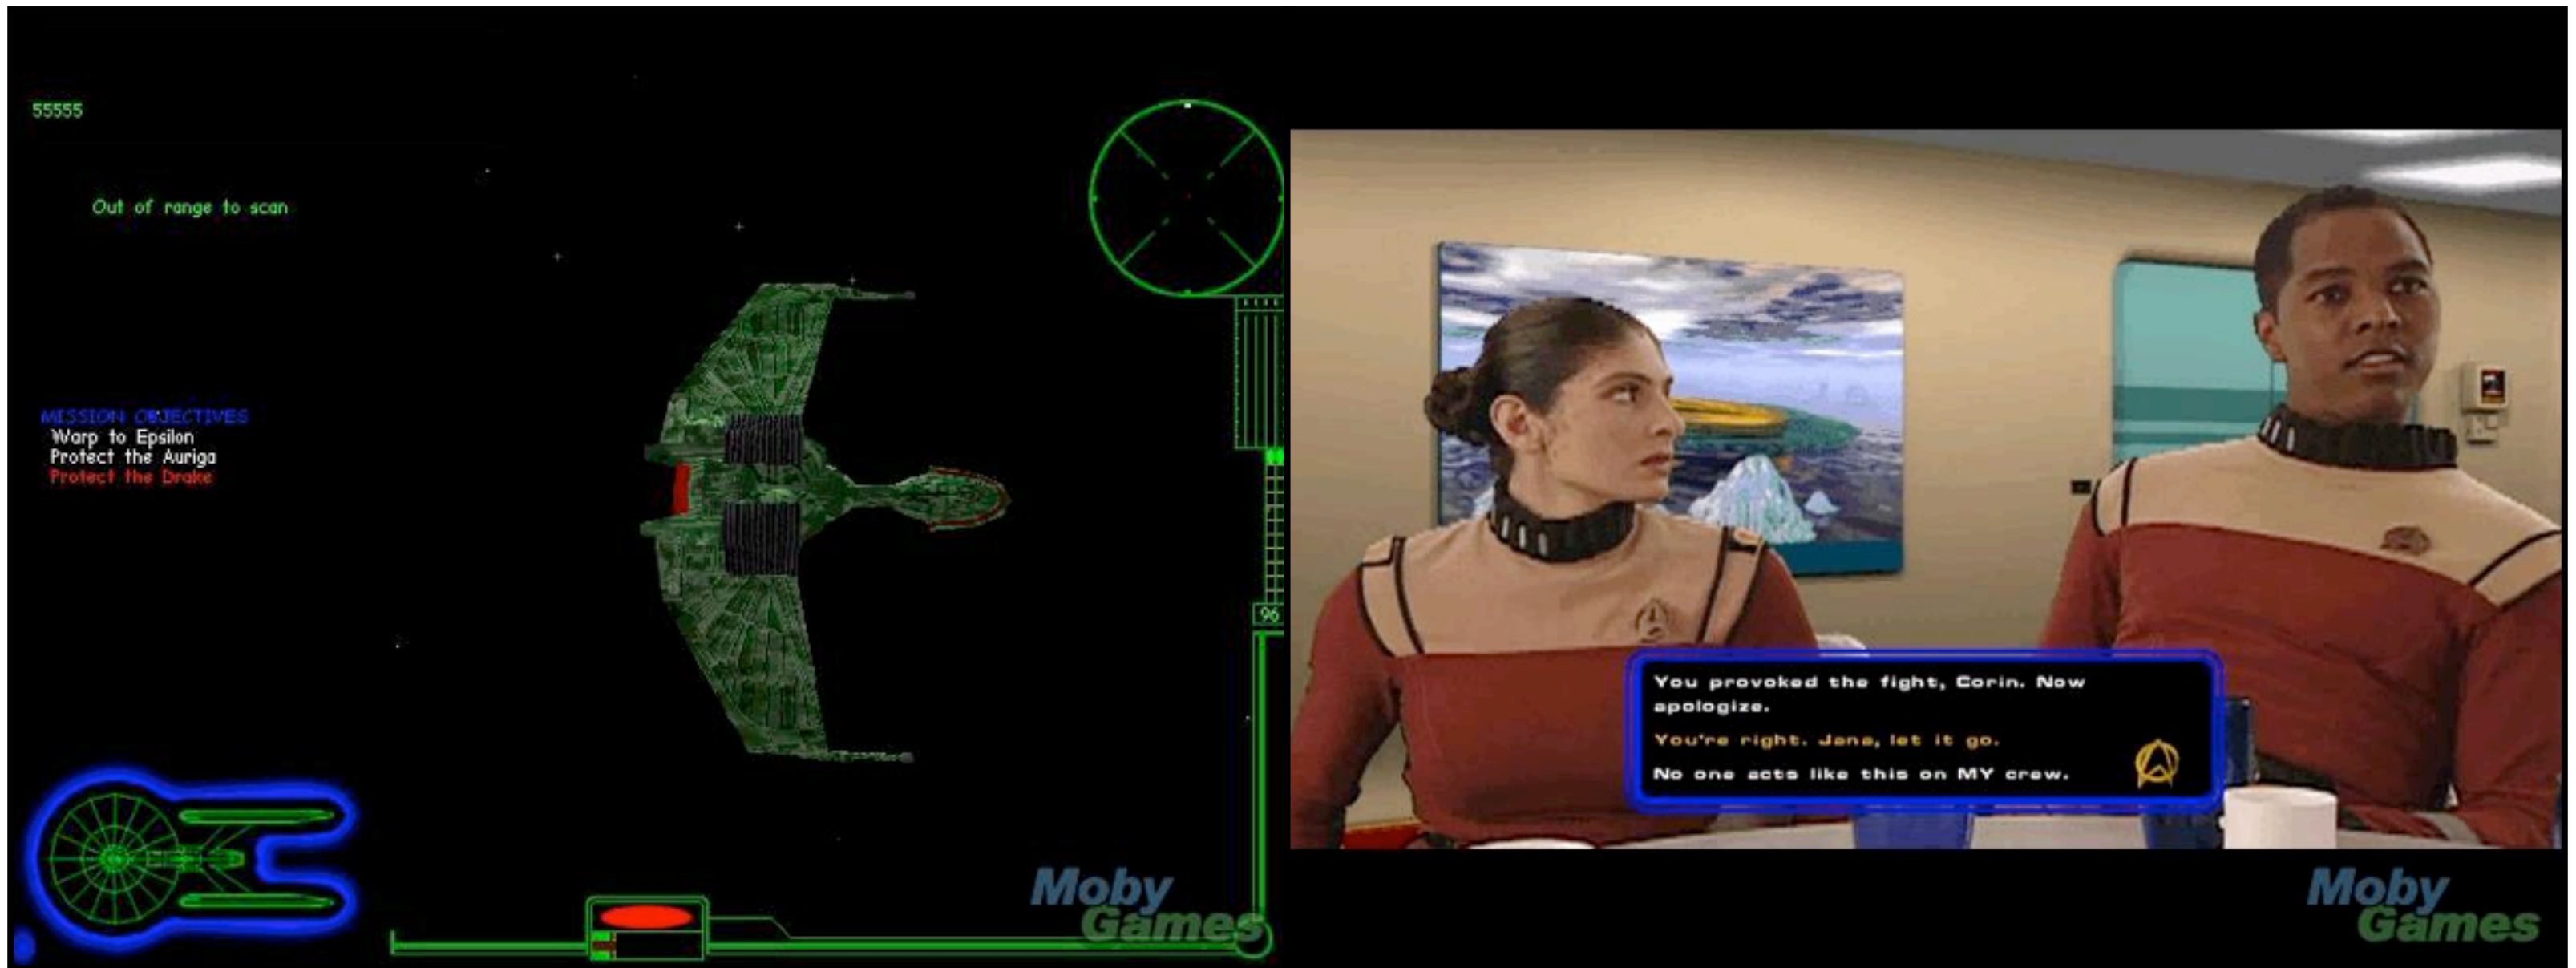 55555
Out of range to scan
MISSION OBJECTIVES
Warp to Epsilon
Protect the Auriga
Protect the Drake
96
Moby
Games
You provoked the fight, Corin. Now
apologize.
You're right. Jana, let it go.
No one acts like this on MY crew.
Moby
Games